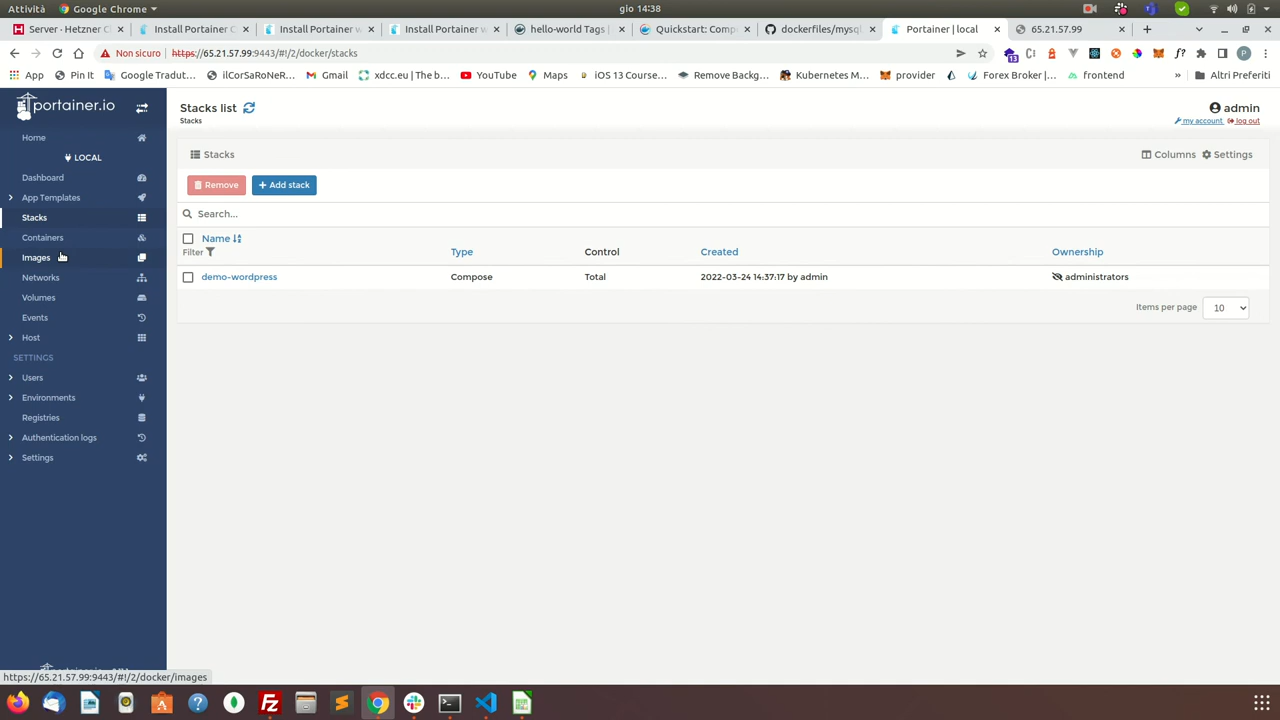 Attività
Google Chrome
gio 14:38
Server · Hetzner Cl
Install Portainer C
Install Portainer w
Install Portainer w
hello-world Tags |
Quickstart: Comp
dockerfiles/mysql
Portainer | local
65.21.57.99
Non sicuro
https://65.21.57.99:9443/#!/2/docker/stacks
13
P
App
Pin It
Google Tradut...
ilCorSaRoNeR...
Gmail
xdcc.eu | The b...
YouTube
Maps
iOS 13 Course...
Remove Backg...
Kubernetes M...
provider
Forex Broker |...
frontend
»
Altri Preferiti
portainer.io
Home
LOCAL
Dashboard
App Templates
Stacks
Containers
Images
Networks
Volumes
Events
Host
SETTINGS
Users
Environments
Registries
Authentication logs
Settings
Stacks list
Stacks
admin
my account
log out
Stacks
Columns
Settings
Remove
+ Add stack
Search...
Name
Filter
Type
Control
Created
Ownership
demo-wordpress
Compose
Total
2022-03-24 14:37:17 by admin
administrators
Items per page
10
https://65.21.57.99:9443/#!/2/docker/images